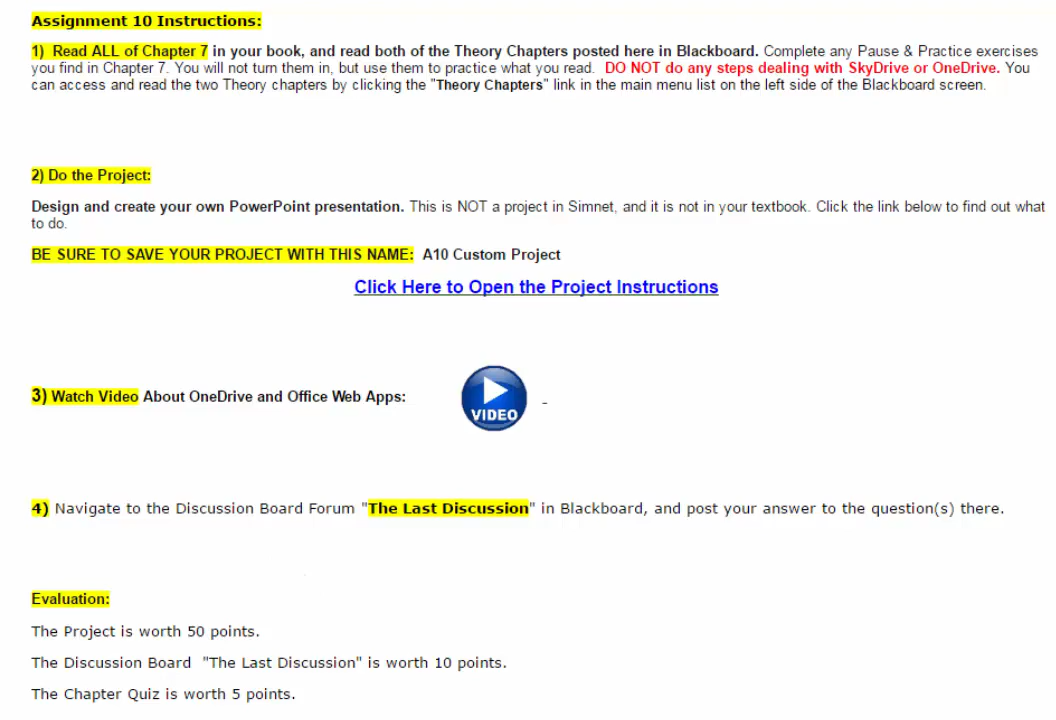 Assignment 10 Instructions:
1)  Read ALL of Chapter 7 in your book, and read both of the Theory Chapters posted here in Blackboard. Complete any Pause & Practice exercises
you find in Chapter 7. You will not turn them in, but use them to practice what you read.  DO NOT do any steps dealing with SkyDrive or OneDrive. You
can access and read the two Theory chapters by clicking the "Theory Chapters" link in the main menu list on the left side of the Blackboard screen.
2) Do the Project:
Design and create your own PowerPoint presentation. This is NOT a project in Simnet, and it is not in your textbook. Click the link below to find out what
to do.
BE SURE TO SAVE YOUR PROJECT WITH THIS NAME:  A10 Custom Project
Click Here to Open the Project Instructions
3) Watch Video About OneDrive and Office Web Apps:
VIDEO
4) Navigate to the Discussion Board Forum "The Last Discussion" in Blackboard, and post your answer to the question(s) there.
Evaluation:
The Project is worth 50 points.
The Discussion Board  "The Last Discussion" is worth 10 points.
The Chapter Quiz is worth 5 points.